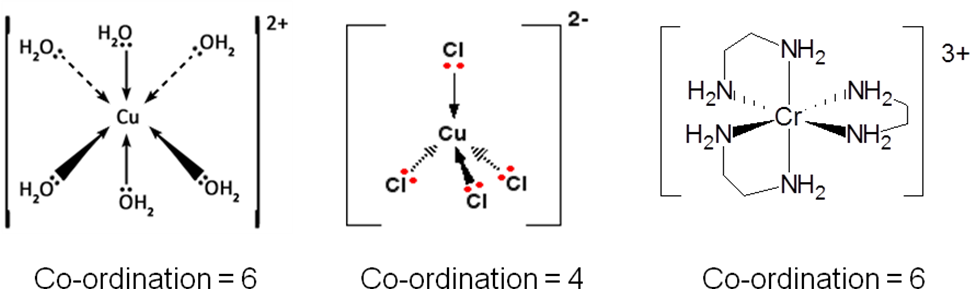 2+
H₂O
H₂O
OH₂
Cu
H₂O
OH₂
OH₂
2-
Cl
Cu
Cl
Cl
Cl
3+
NH₂
H₂N
NH₂
Cr
H₂N
NH₂
NH₂
Co-ordination = 6
Co-ordination = 4
Co-ordination = 6